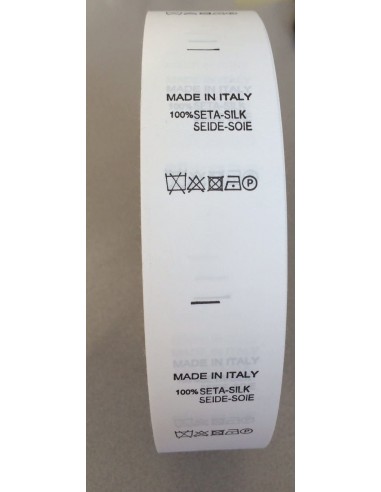 MADE IN ITALY
100%SETA-SILK
SEIDE-SOIE
P
MADE IN ITALY
100%SETA-SILK
SEIDE-SOIE
P